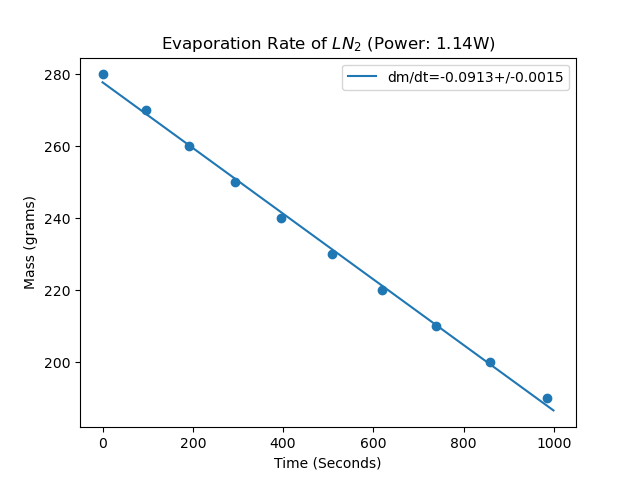 Evaporation Rate of LN₂ (Power: 1.14W)
dm/dt=-0.0913+/-0.0015
280
260
240
220
200
Mass (grams)
0 200 400 600 800 1000
Time (Seconds)